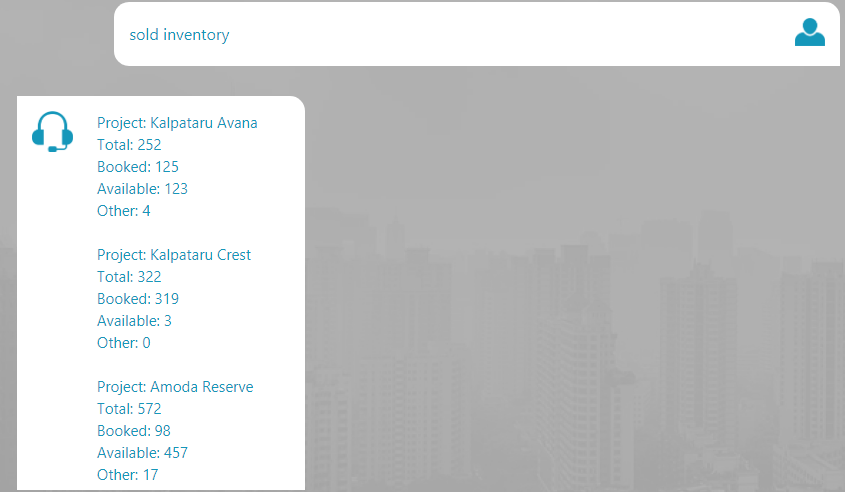 sold inventory
Project: Kalpataru Avana
Total: 252
Booked: 125
Available: 123
Other: 4
Project: Kalpataru Crest
Total: 322
Booked: 319
Available: 3
Other: 0
Project: Amoda Reserve
Total: 572
Booked: 98
Available: 457
Other: 17